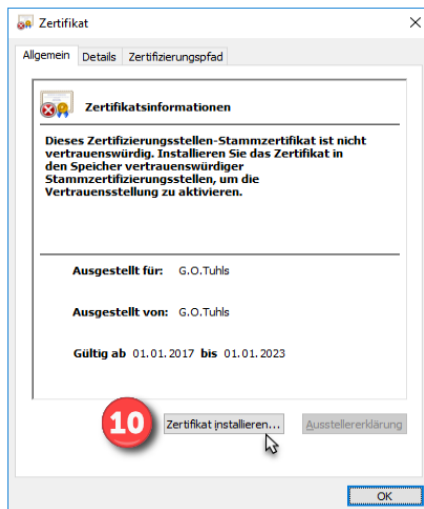 Zertifikat
Allgemein Details Zertifizierungspfad
Zertifikatsinformationen
Dieses Zertifizierungsstellen-Stammzertifikat ist nicht
vertrauenswürdig. Installieren Sie das Zertifikat in
den Speicher vertrauenswürdiger
Stammzertifizierungsstellen, um die
Vertrauensstellung zu aktivieren.
Ausgestellt für: G.O.Tuhls
Ausgestellt von: G.O.Tuhls
Gültig ab 01.01.2017 bis 01.01.2023
10 Zertifikat installieren... Ausstellererklärung
OK